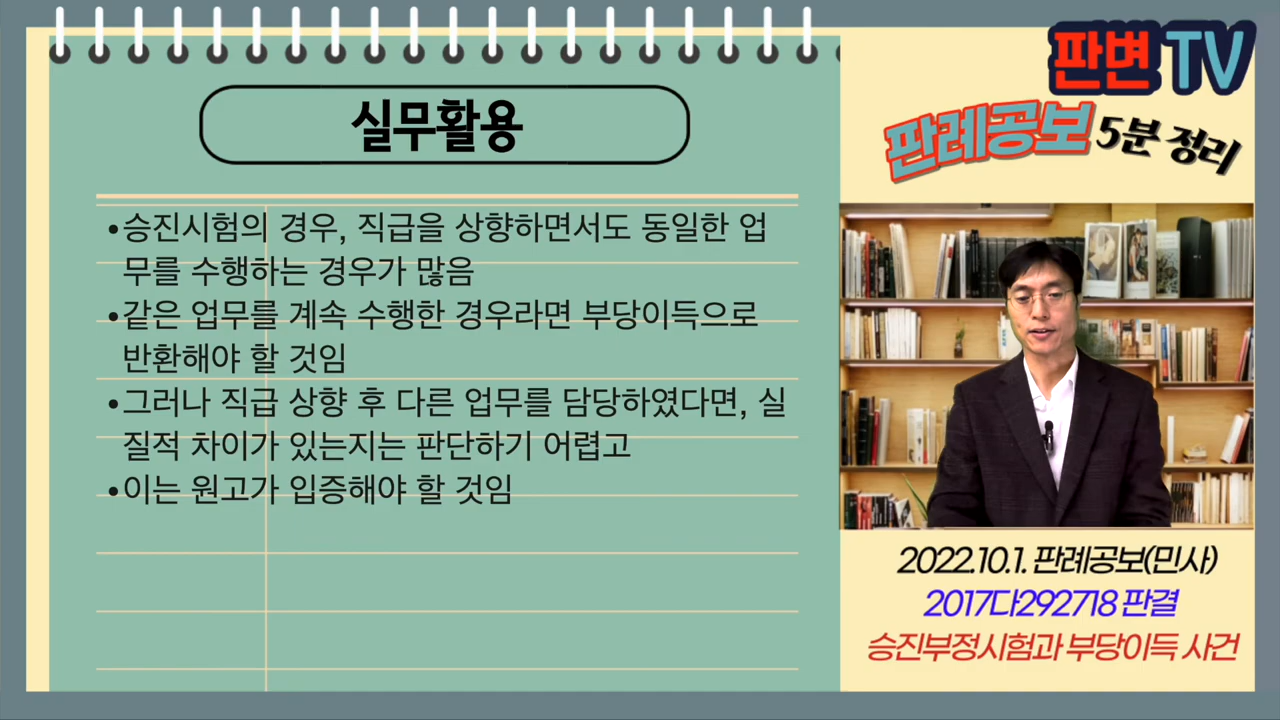 실무활용
•승진시험의 경우, 직급을 상향하면서도 동일한 업
무를 수행하는 경우가 많음
•같은 업무를 계속 수행한 경우라면 부당이득으로
반환해야 할 것임
•그러나 직급 상향 후 다른 업무를 담당하였다면, 실
질적 차이가 있는지는 판단하기 어렵고
•이는 원고가 입증해야 할 것임
판변 TV
판례공보 5분 정리
2022.10.1. 판례공보(민사)
2017다292718 판결
승진부정시험과 부당이득 사건